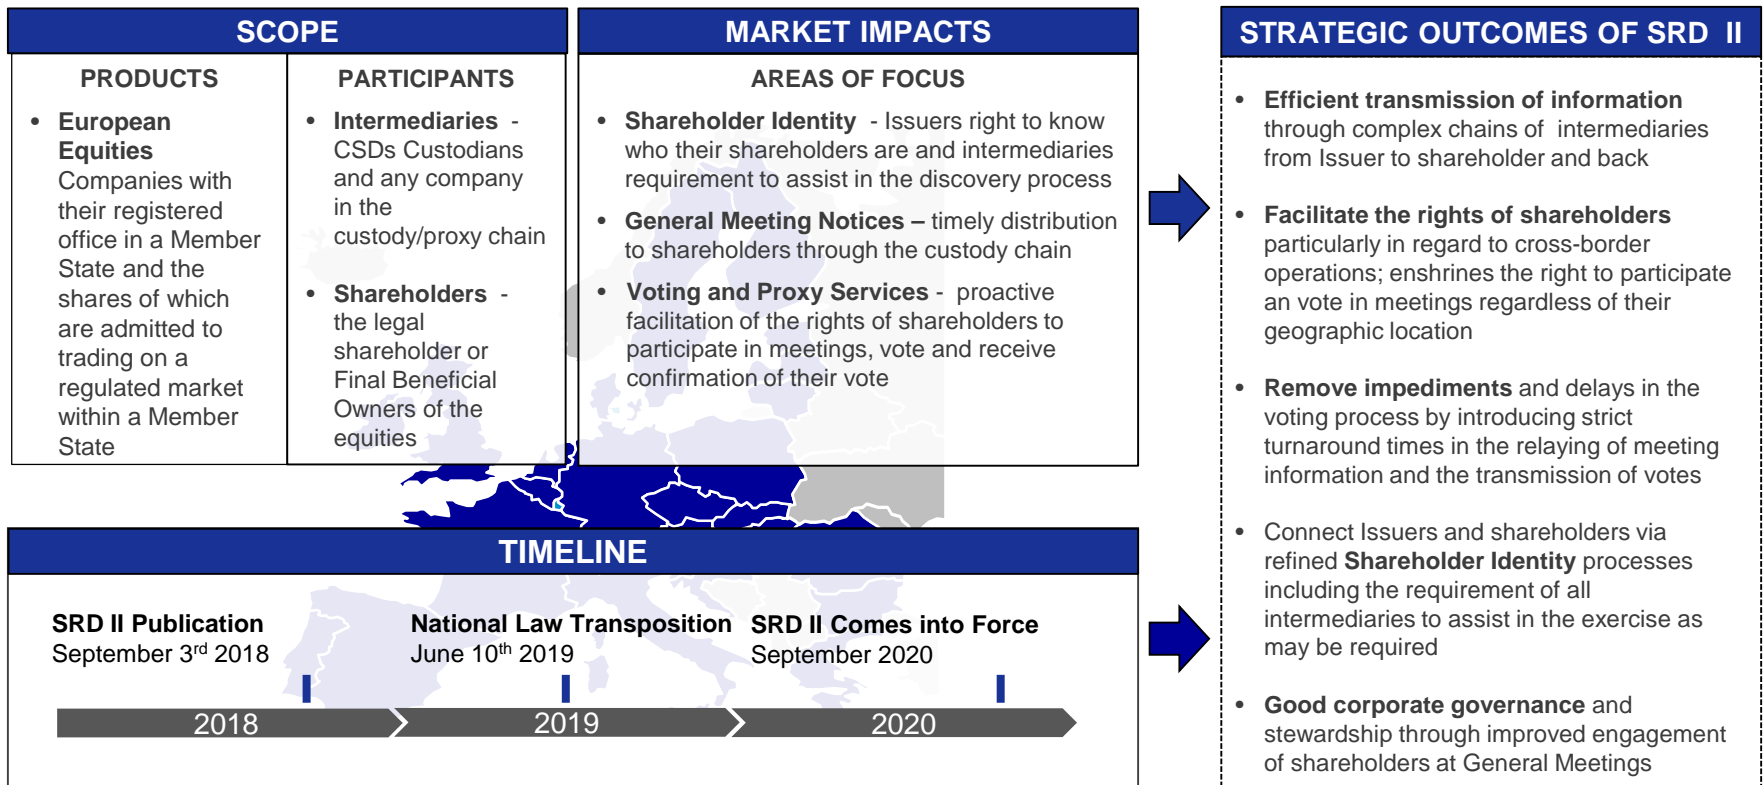 SCOPE
PRODUCTS
• European
Equities
Companies with
their registered
office in a Member
State and the
shares of which
are admitted to
trading on a
regulated market
within a Member
State
PARTICIPANTS
• Intermediaries -
CSDs Custodians
and any company
in the
custody/proxy chain
• Shareholders -
the legal
shareholder or
Final Beneficial
Owners of the
equities
MARKET IMPACTS
AREAS OF FOCUS
• Shareholder Identity - Issuers right to know
who their shareholders are and intermediaries
requirement to assist in the discovery process
• General Meeting Notices – timely distribution
to shareholders through the custody chain
• Voting and Proxy Services - proactive
facilitation of the rights of shareholders to
participate in meetings, vote and receive
confirmation of their vote
TIMELINE
SRD II Publication
September 3rd 2018
National Law Transposition
June 10th 2019
SRD II Comes into Force
September 2020
2018
2019
2020
STRATEGIC OUTCOMES OF SRD II
• Efficient transmission of information
through complex chains of intermediaries
from Issuer to shareholder and back
• Facilitate the rights of shareholders
particularly in regard to cross-border
operations; enshrines the right to participate
an vote in meetings regardless of their
geographic location
• Remove impediments and delays in the
voting process by introducing strict
turnaround times in the relaying of meeting
information and the transmission of votes
• Connect Issuers and shareholders via
refined Shareholder Identity processes
including the requirement of all
intermediaries to assist in the exercise as
may be required
• Good corporate governance and
stewardship through improved engagement
of shareholders at General Meetings